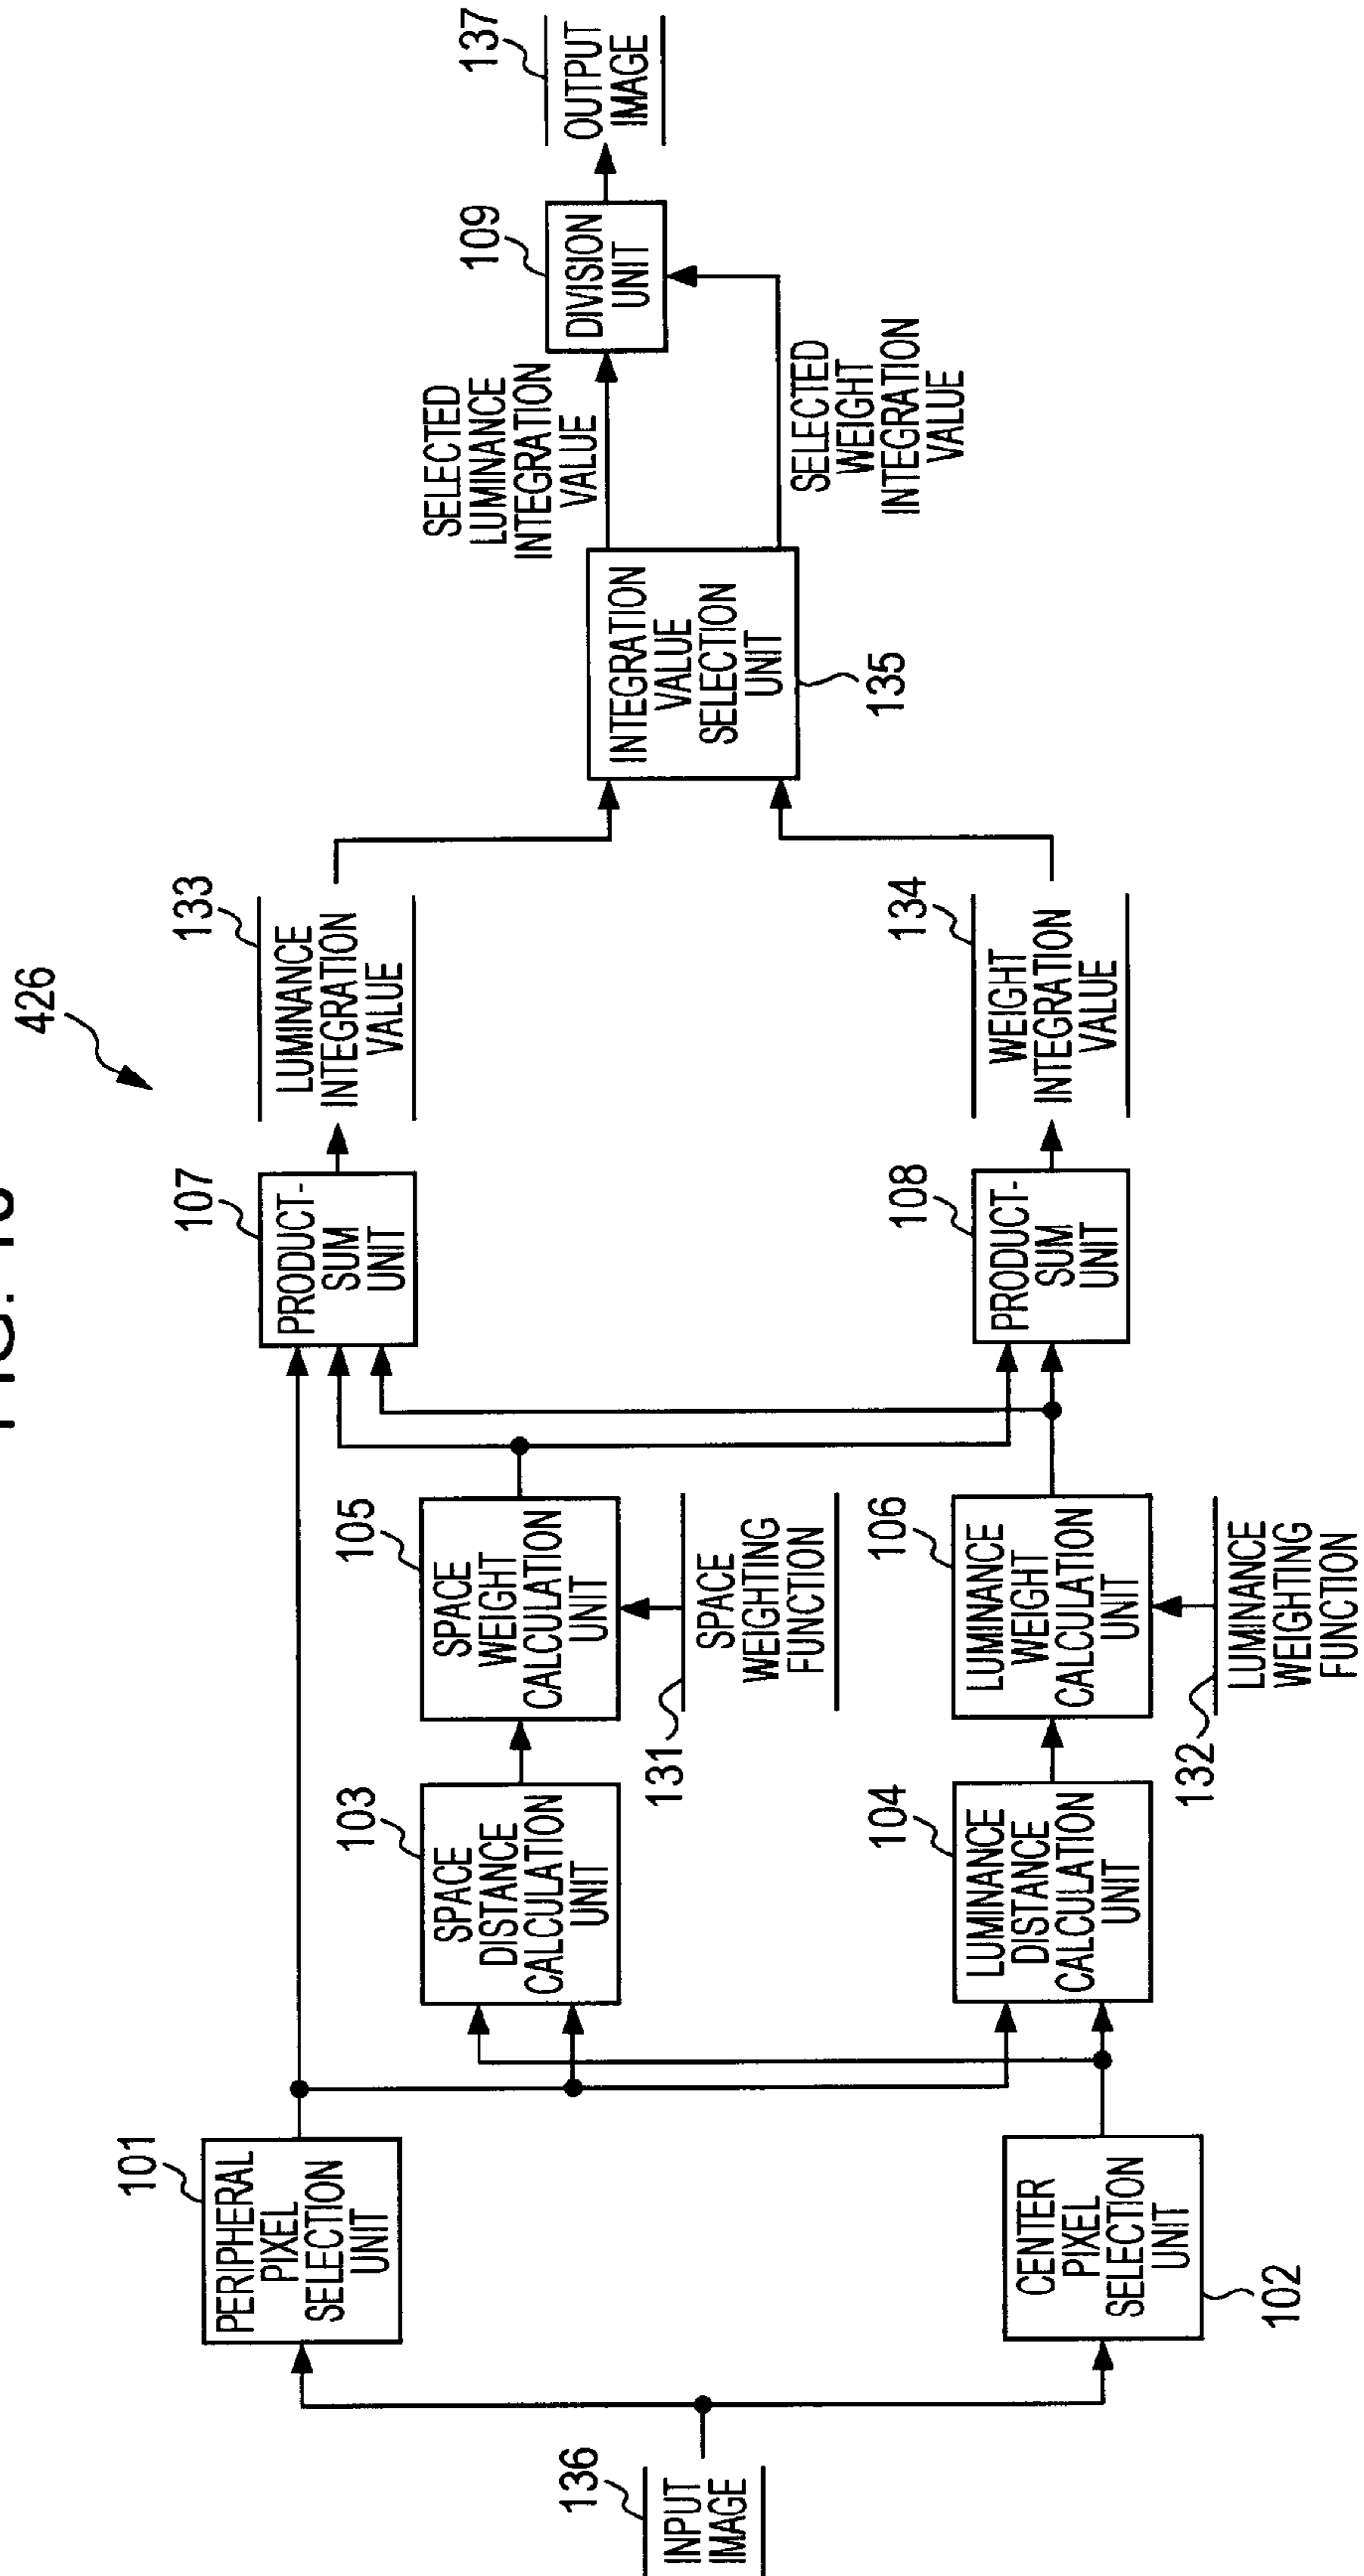 FIG.
426
136
INPUT
IMAGE
101
PERIPHERAL
PIXEL
SELECTION
UNIT
CENTER
PIXEL
SELECTION
UNIT
102
103
SPACE
DISTANCE
CALCULATION
UNIT
104
LUMINANCE
DISTANCE
CALCULATION
UNIT
105
SPACE
WEIGHT
CALCULATION
UNIT
131
SPACE
WEIGHTING
FUNCTION
106
LUMINANCE
WEIGHT
CALCULATION
UNIT
132
LUMINANCE
WEIGHTING
FUNCTION
107
PRODUCT-
SUM
UNIT
108
PRODUCT-
SUM
UNIT
133
LUMINANCE
INTEGRATION
VALUE
134
WEIGHT
INTEGRATION
VALUE
INTEGRATION
VALUE
SELECTION
UNIT
135
SELECTED
LUMINANCE
INTEGRATION
VALUE
SELECTED
WEIGHT
INTEGRATION
VALUE
109
DIVISION
UNIT
137
OUTPUT
IMAGE